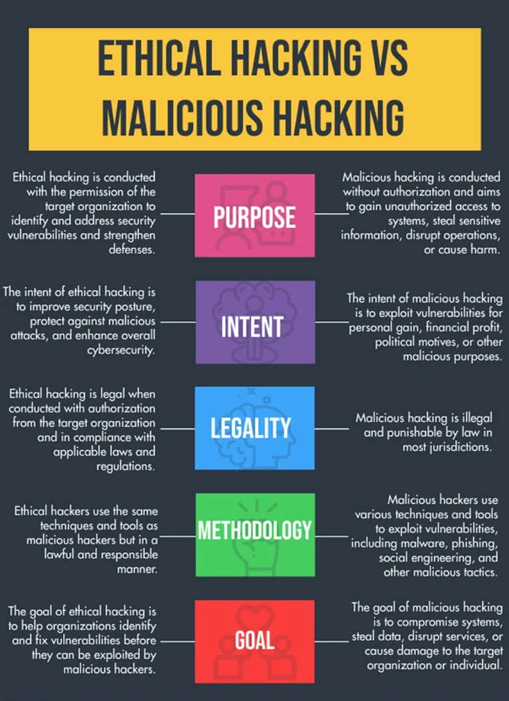 ETHICAL HACKING VS
MALICIOUS HACKING
Ethical hacking is conducted
with the permission of the
target organization to
identify and address security
vulnerabilities and strengthen
defenses.
PURPOSE
Malicious hacking is conducted
without authorization and aims
to gain unauthorized access to
systems, steal sensitive
information, disrupt operations,
or cause harm.
The intent of ethical hacking is
to improve security posture,
protect against malicious
attacks, and enhance overall
cybersecurity.
INTENT
The intent of malicious hacking
is to exploit vulnerabilities for
personal gain, financial profit,
political motives, or other
malicious purposes.
Ethical hacking is legal when
conducted with authorization
from the target organization
and in compliance with
applicable laws and
regulations.
LEGALITY
Malicious hacking is illegal
and punishable by law in
most jurisdictions.
Ethical hackers use the same
techniques and tools as
malicious hackers but in a
lawful and responsible
manner.
METHODOLOGY
Malicious hackers use
various techniques and tools
to exploit vulnerabilities,
including malware, phishing,
social engineering, and
other malicious tactics.
The goal of ethical hacking is
to help organizations identify
and fix vulnerabilities before
they can be exploited by
malicious hackers.
GOAL
The goal of malicious hacking
is to compromise systems,
steal data, disrupt services, or
cause damage to the target
organization or individual.